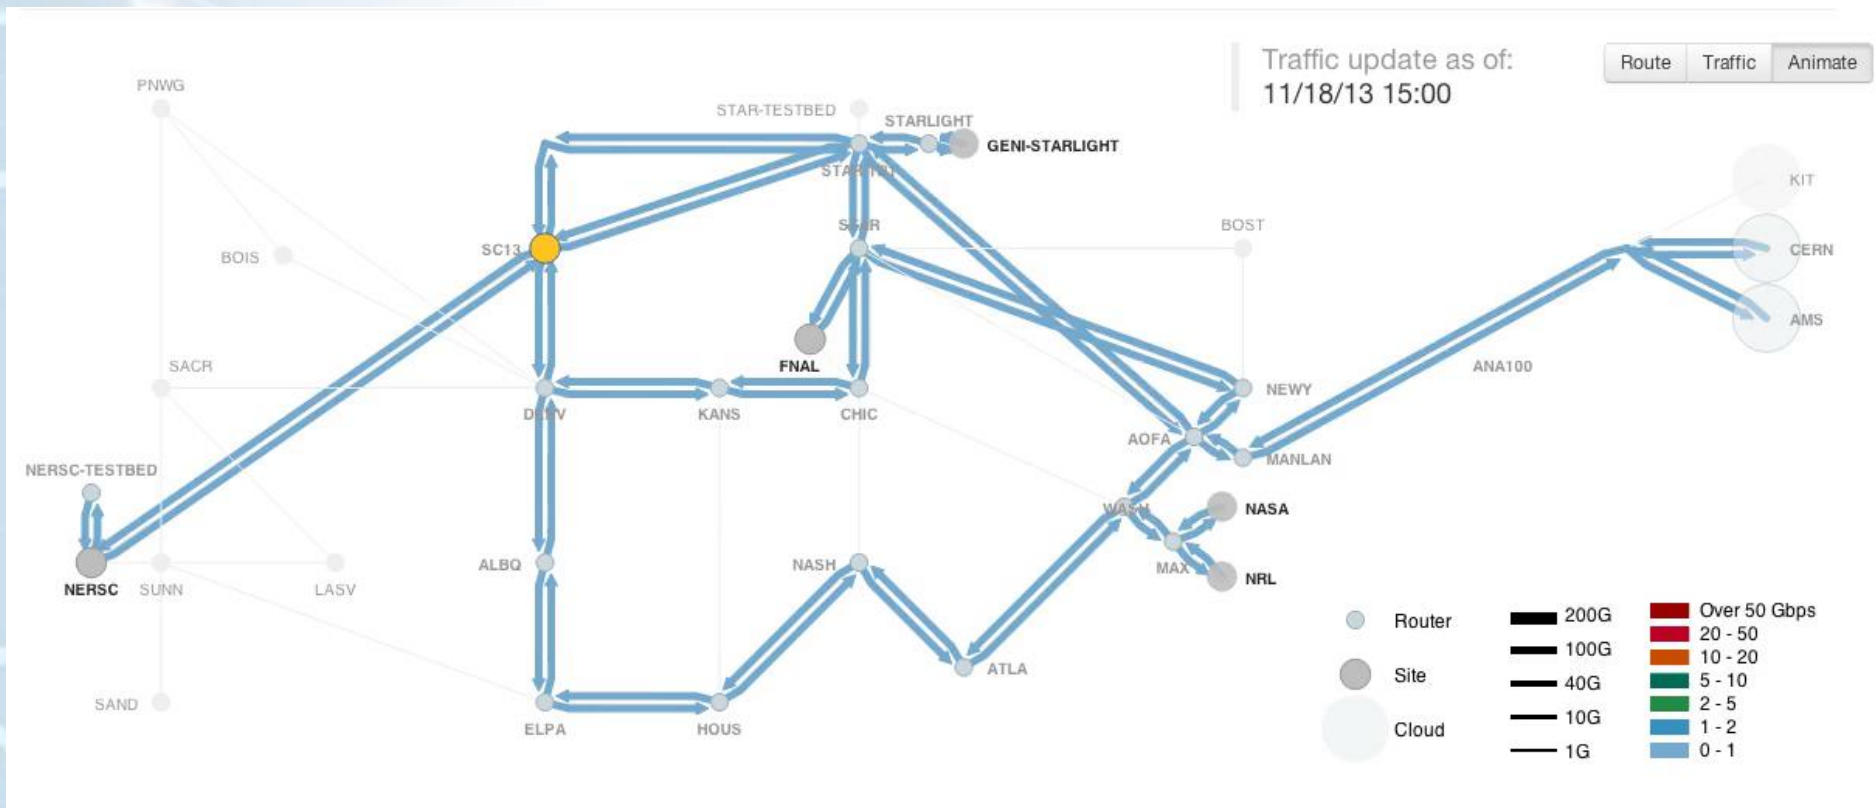 Traffic update as of:
11/18/13 15:00
Route
Traffic
Animate
PNWG
STAR-TESTBED
STARLIGHT
GENI-STARLIGHT
KIT
BOST
SC13
BOIS
CERN
AMS
SACR
FNAL
ANA100
NEWY
KANS
CHIC
AOFA
MANLAN
NERSC-TESTBED
WASH
NASA
ALBQ
NASH
MAX
NRL
NERSC
SUNN
LASV
ATLA
SAND
ELPA
HOUS
Router
Site
Cloud
200G
100G
40G
10G
1G
Over 50 Gbps
20 - 50
10 - 20
5 - 10
2 - 5
1 - 2
0 - 1